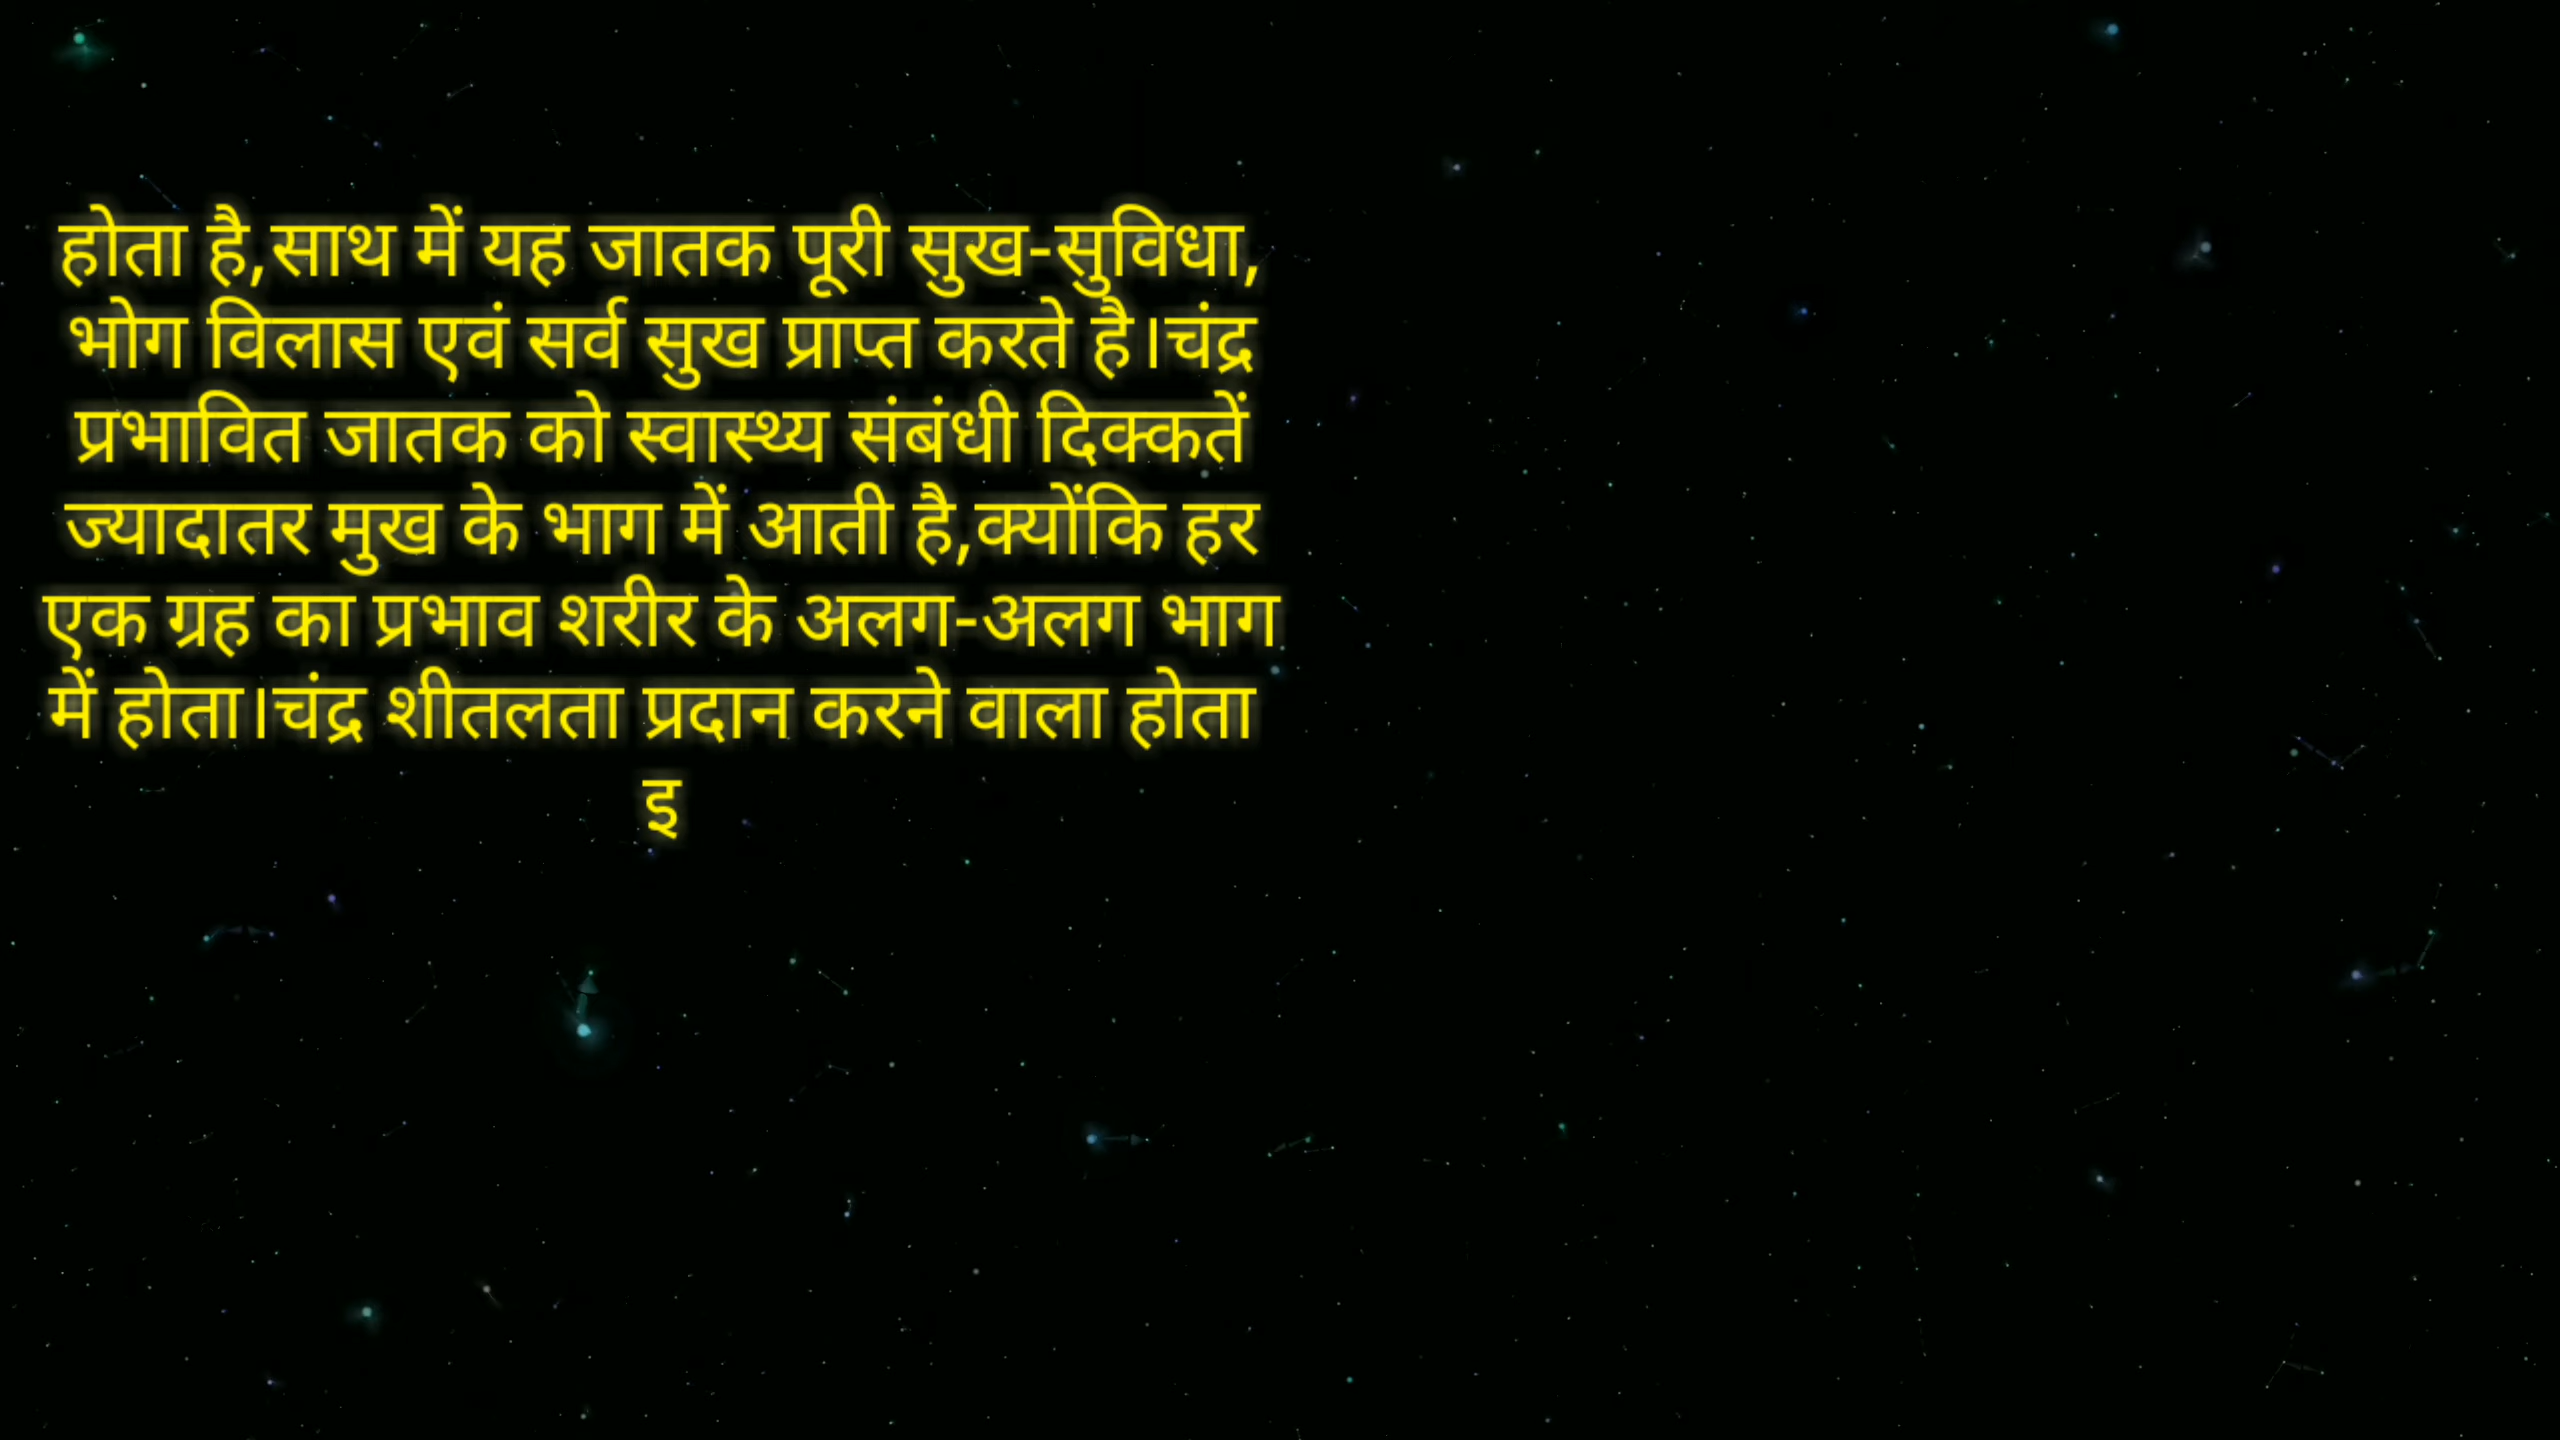 होता है,साथ में यह जातक पूरी सुख-सुविधा,
भोग विलास एवं सर्व सुख प्राप्त करते है।चंद्र
प्रभावित जातक को स्वास्थ्य संबंधी दिक्कतें
ज्यादातर मुख के भाग में आती है,क्योंकि हर
एक ग्रह का प्रभाव शरीर के अलग-अलग भाग
में होता।चंद्र शीतलता प्रदान करने वाला होता
इ